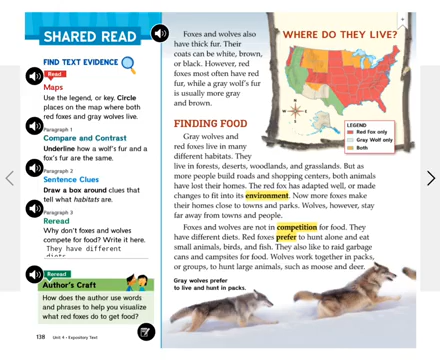 SHARED READ
FIND TEXT EVIDENCE
Read
Maps
Use the legend, or key. Circle
places on the map where both
red foxes and gray wolves live.
Paragraph 1
Compare and Contrast
Underline how a wolf's fur and a
fox's fur are the same.
Paragraph 2
Sentence Clues
Draw a box around clues that
tell what habitats are.
Paragraph 3
Reread
Why don't foxes and wolves
compete for food? Write it here.
They have different
diets
Reread
Author's Craft
How does the author use words
and phrases to help you visualize
what red foxes do to get food?
138 Unit 4 • Expository Text
Foxes and wolves also
have thick fur. Their
coats can be white, brown,
or black. However, red
foxes most often have red
fur, while a gray wolf's fur
is usually more gray
and brown.
WHERE DO THEY LIVE?
LEGEND
Red Fox only
Gray Wolf only
Both
FINDING FOOD
Gray wolves and
red foxes live in many
different habitats. They
live in forests, deserts, woodlands, and grasslands. But as
more people build roads and shopping centers, both animals
have lost their homes. The red fox has adapted well, or made
changes to fit into its environment. Now more foxes make
their homes close to towns and parks. Wolves, however, stay
far away from towns and people.
Foxes and wolves are not in competition for food. They
have different diets. Red foxes prefer to hunt alone and eat
small animals, birds, and fish. They also like to raid garbage
cans and campsites for food. Wolves work together in packs,
or groups, to hunt large animals, such as moose and deer.
Gray wolves prefer
to live and hunt in packs.